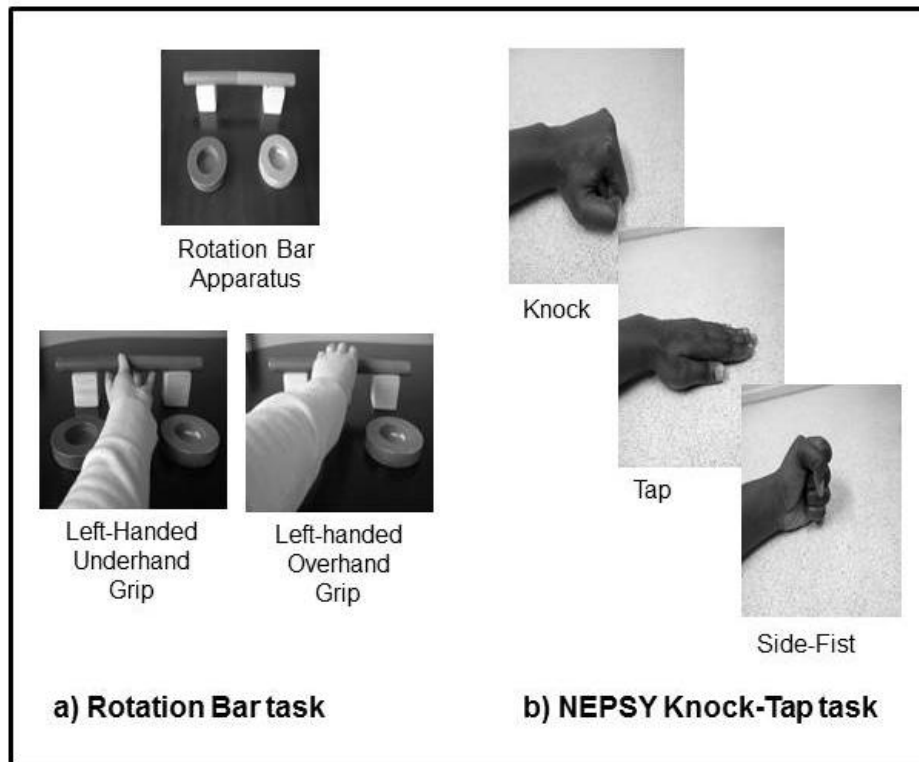 Rotation Bar
Apparatus
Left-Handed
Underhand
Grip
Left-handed
Overhand
Grip
a) Rotation Bar task
Knock
Tap
Side-Fist
b) NEPSY Knock-Tap task